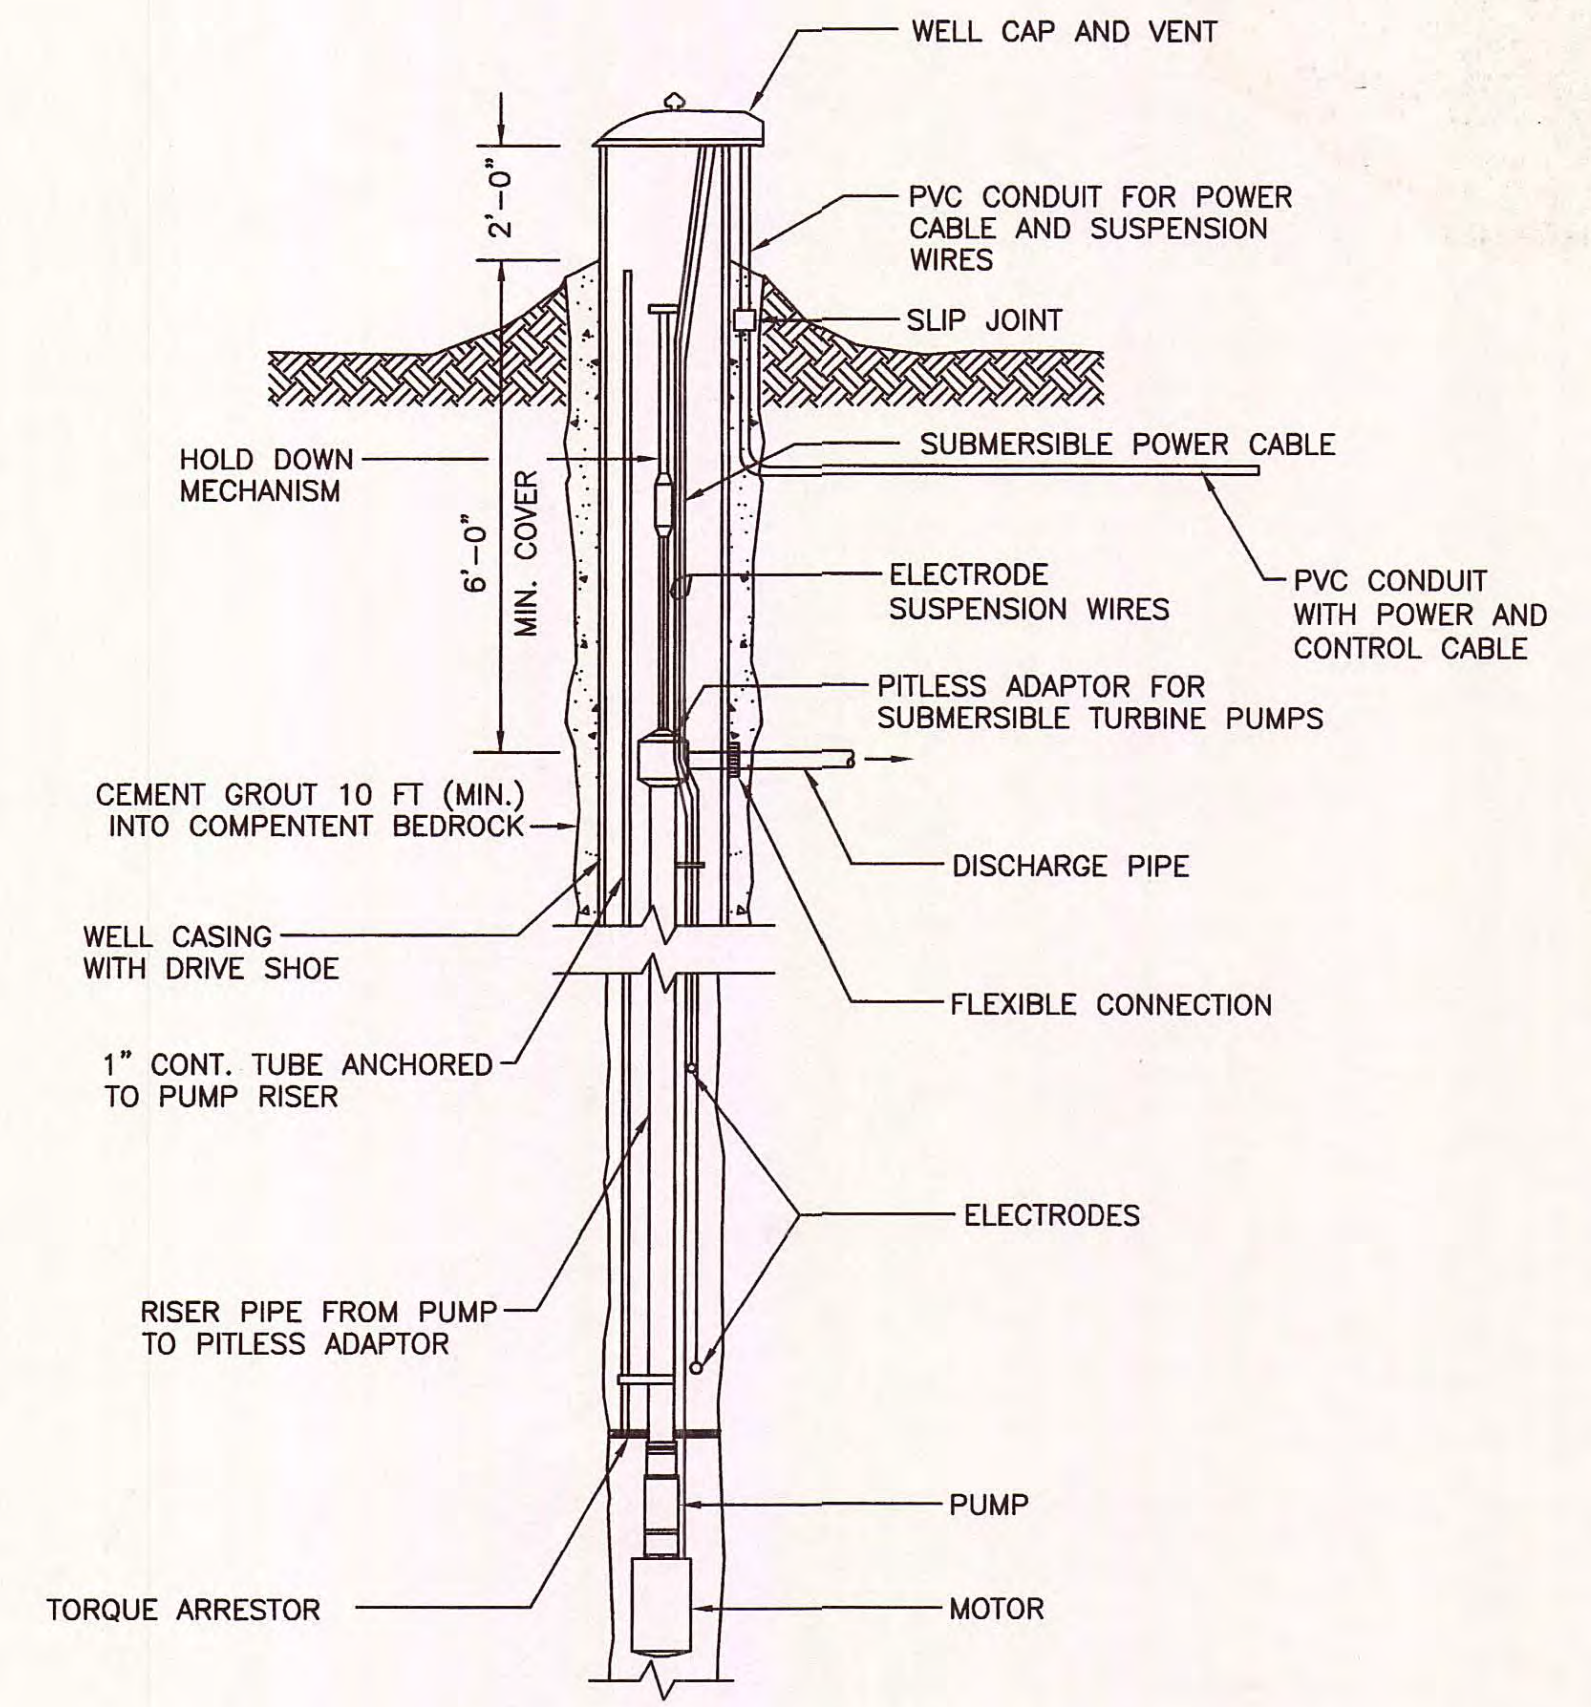 WELL CAP AND VENT
2'-0"
PVC CONDUIT FOR POWER
CABLE AND SUSPENSION
WIRES
SLIP JOINT
HOLD DOWN
MECHANISM
SUBMERSIBLE POWER CABLE
6'-0"
MIN. COVER
ELECTRODE
SUSPENSION WIRES
PVC CONDUIT
WITH POWER AND
CONTROL CABLE
PITLESS ADAPTOR FOR
SUBMERSIBLE TURBINE PUMPS
CEMENT GROUT 10 FT (MIN.)
INTO COMPENTENT BEDROCK
DISCHARGE PIPE
WELL CASING
WITH DRIVE SHOE
FLEXIBLE CONNECTION
1" CONT. TUBE ANCHORED
TO PUMP RISER
ELECTRODES
RISER PIPE FROM PUMP
TO PITLESS ADAPTOR
PUMP
TORQUE ARRESTOR
MOTOR